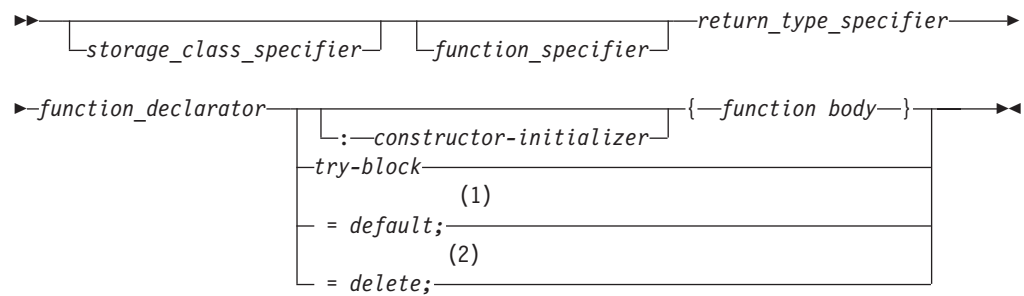 return_type_specifier
storage_class_specifier function_specifier
function_declarator { function body }
: constructor-initializer
try-block
(1)
= default;
(2)
= delete;